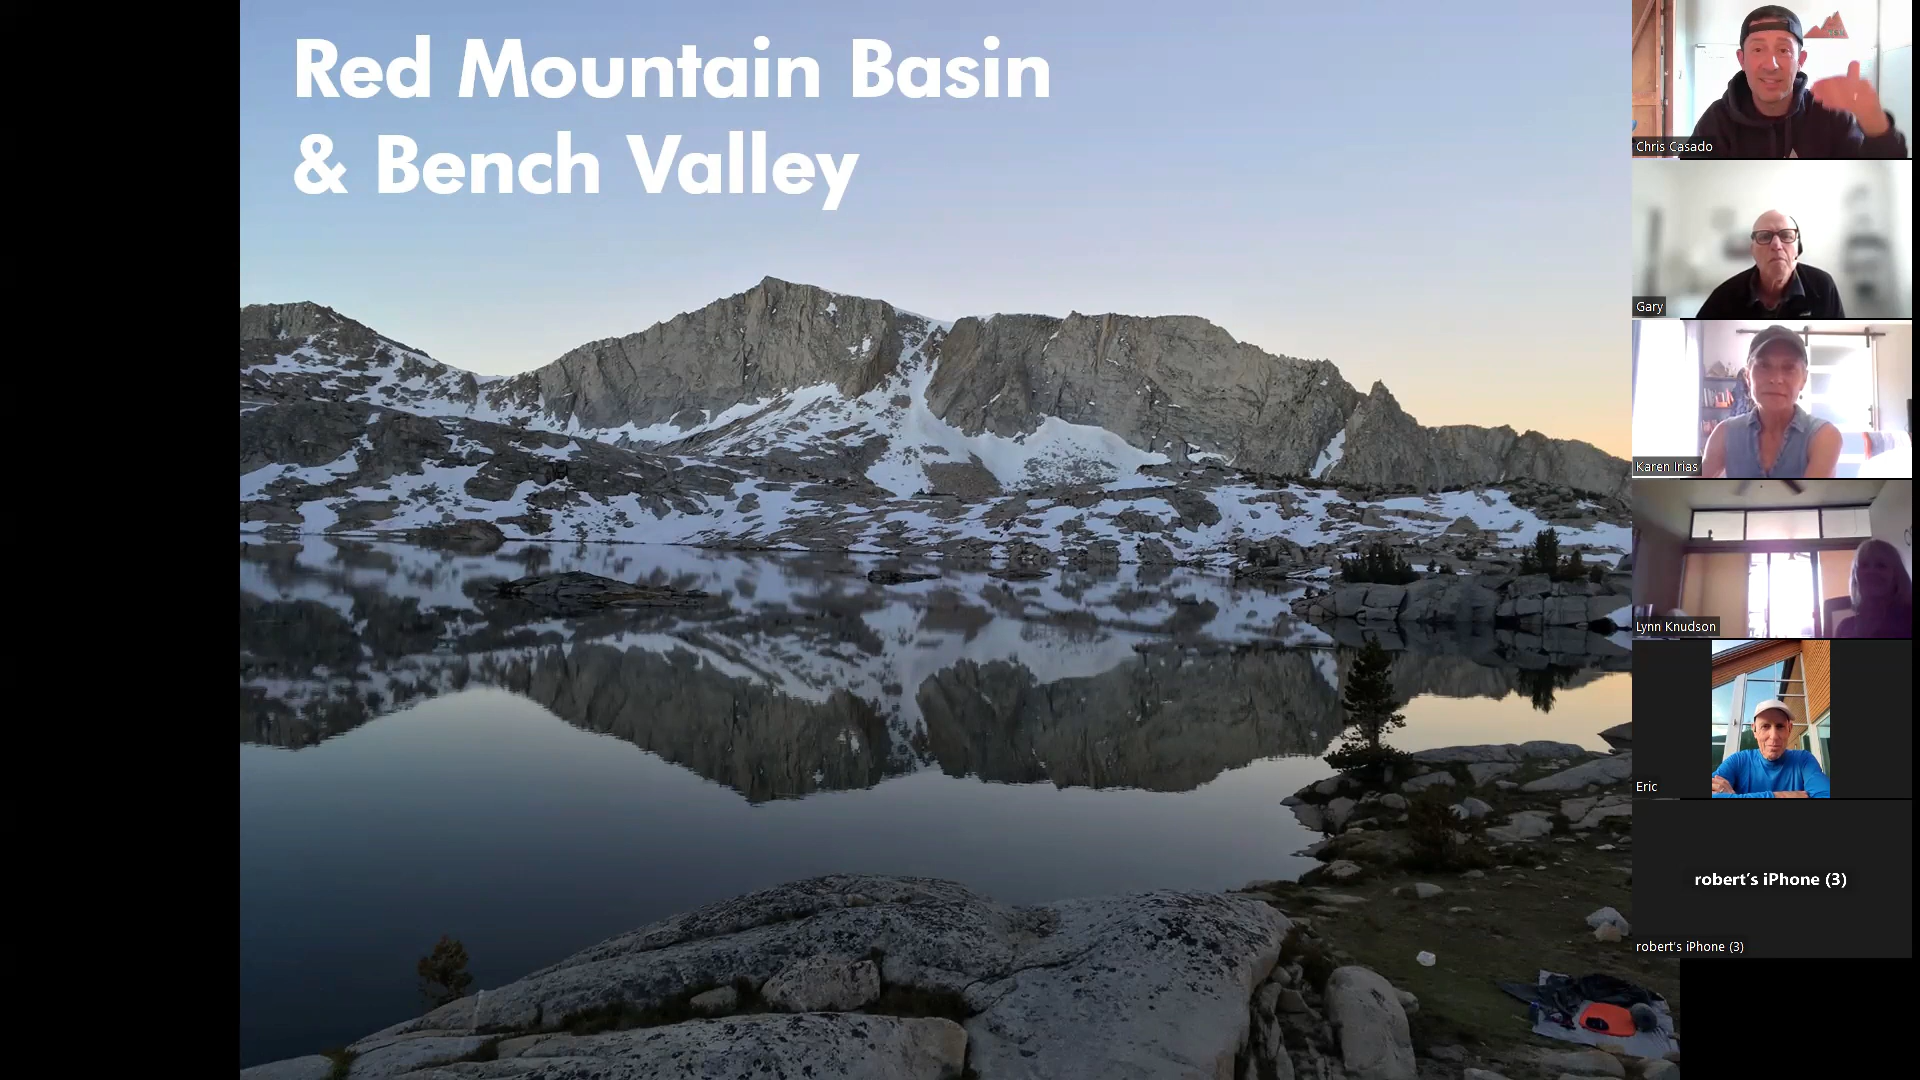 Red Mountain Basin
& Bench Valley
Chris Casado
Gary
Karen Irias
Lynn Knudson
Eric
robert's iPhone (3)
robert's iPhone (3)